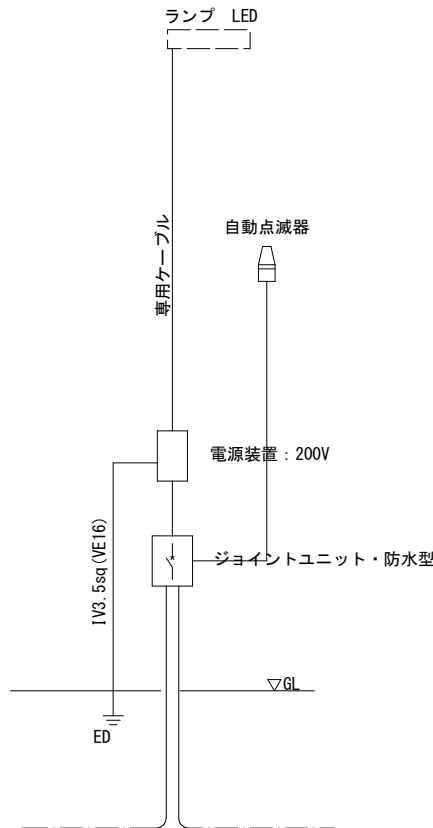 ランプ LED
自動点滅器
専用ケーブル
電源装置：200V
IV3.5sq(VE16)
ジョイントユニット・防水型
▽GL
ED